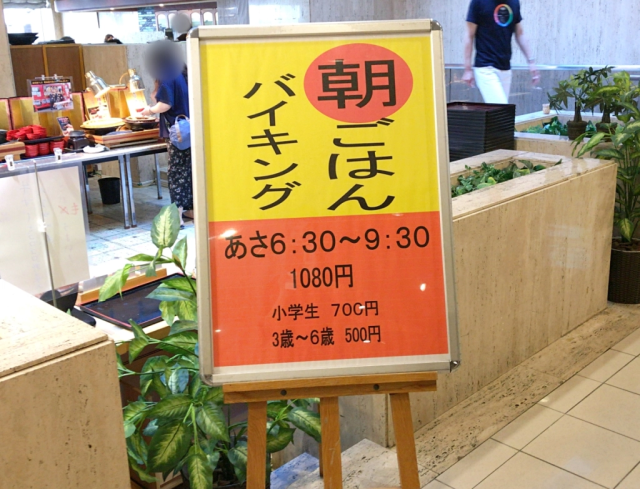 朝ごはん
バイキング
あさ6:30～9:30
1080円
小学生 700円
3歳～6歳 500円